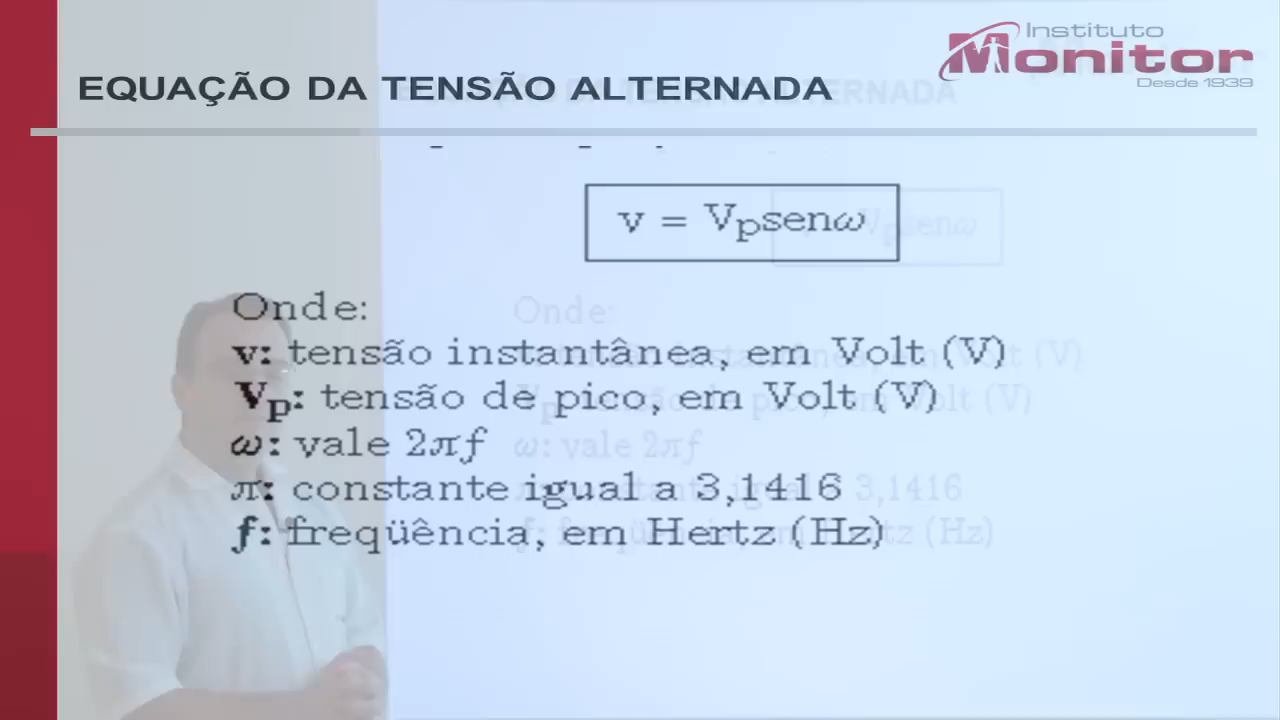 Instituto
Monitor
Desde 1939
EQUAÇÃO DA TENSÃO ALTERNADA
v = Vₚsenω
Onde:
v: tensão instantânea, em Volt (V)
Vₚ: tensão de pico, em Volt (V)
ω: vale 2πf
π: constante igual a 3,1416
f: freqüência, em Hertz (Hz)